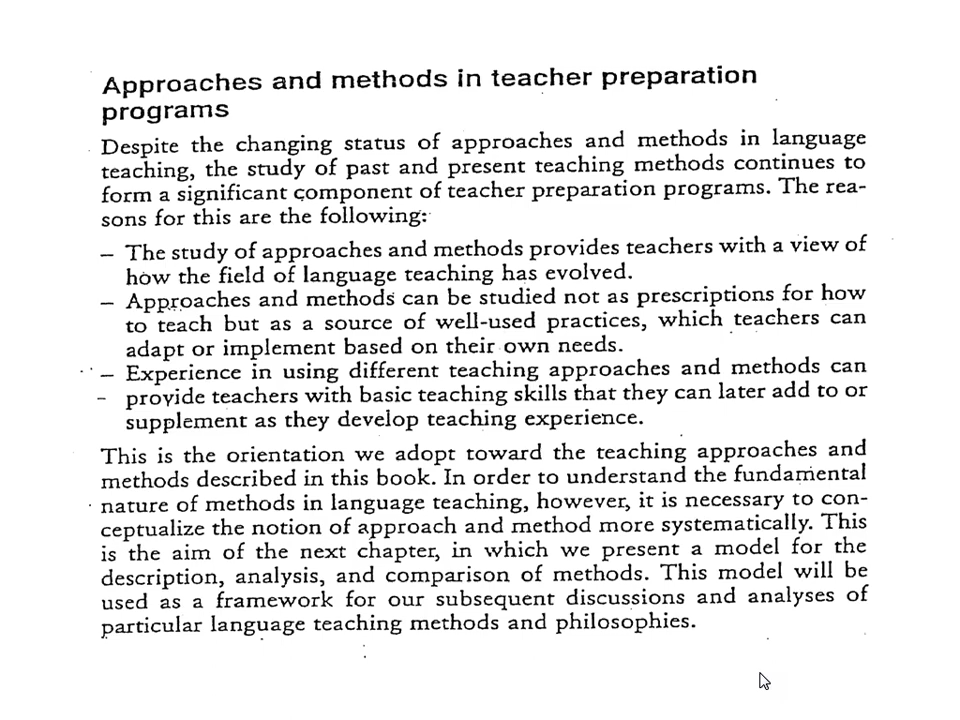 Approaches and methods in teacher preparation
programs
Despite the changing status of approaches and methods in language
teaching, the study of past and present teaching methods continues to
form a significant component of teacher preparation programs. The rea-
sons for this are the following:
– The study of approaches and methods provides teachers with a view of
how the field of language teaching has evolved.
– Approaches and methods can be studied not as prescriptions for how
to teach but as a source of well-used practices, which teachers can
adapt or implement based on their own needs.
– Experience in using different teaching approaches and methods can
provide teachers with basic teaching skills that they can later add to or
supplement as they develop teaching experience.
This is the orientation we adopt toward the teaching approaches and
methods described in this book. In order to understand the fundamental
nature of methods in language teaching, however, it is necessary to con-
ceptualize the notion of approach and method more systematically. This
is the aim of the next chapter, in which we present a model for the
description, analysis, and comparison of methods. This model will be
used as a framework for our subsequent discussions and analyses of
particular language teaching methods and philosophies.